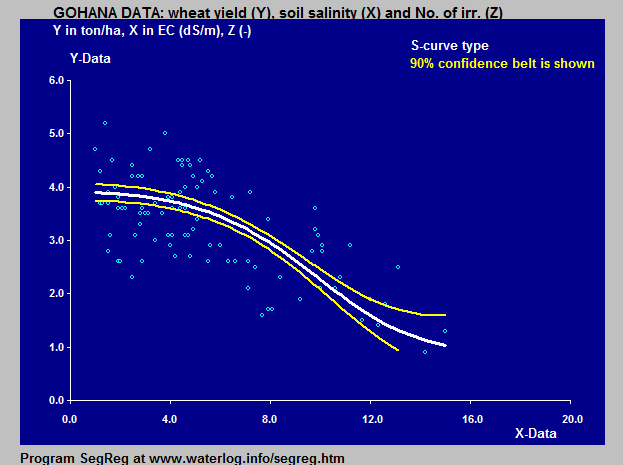 GOHANA DATA: wheat yield (Y), soil salinity (X) and No. of irr. (Z)
Y in ton/ha, X in EC (dS/m), Z (-)
S-curve type
Y-Data
90% confidence belt is shown
6.0
5.0
4.0
3.0
2.0
1.0
0.0
0.0 4.0 8.0 12.0 16.0 20.0
X-Data
Program SegReg at www.waterlog.info/segreg.htm